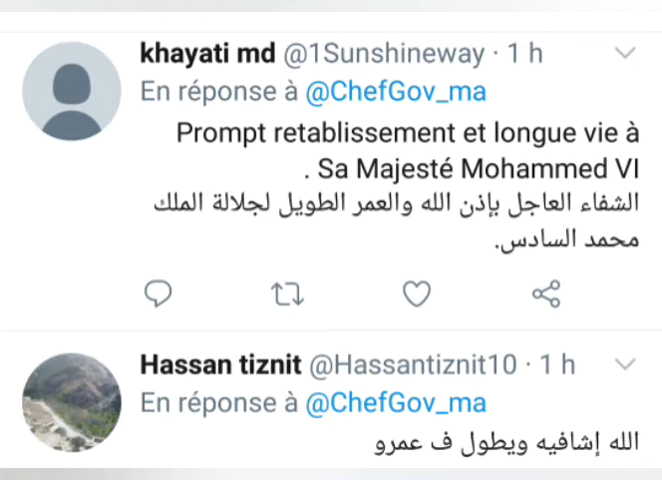 khayati md @1Sunshineway · 1 h
En réponse à @ChefGov_ma
Prompt retablissement et longue vie à
Sa Majesté Mohammed VI .
الشفاء العاجل بإذن الله والعمر الطويل لجلالة الملك
محمد السادس.
Hassan tiznit @Hassantiznit10 · 1 h
En réponse à @ChefGov_ma
الله إشافيه ويطول ف عمرو